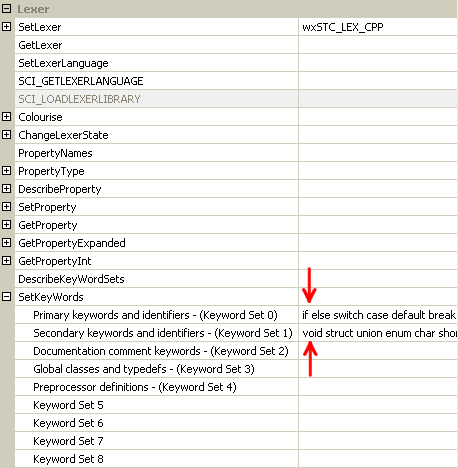 Lexer
SetLexer wxSTC_LEX_CPP
GetLexer
SetLexerLanguage
SCI_GETLEXERLANGUAGE
SCI_LOADLEXERLIBRARY
Colourise
ChangeLexerState
PropertyNames
PropertyType
DescribeProperty
SetProperty
GetProperty
GetPropertyExpanded
GetPropertyInt
DescribeKeyWordSets
SetKeyWords
Primary keywords and identifiers - (Keyword Set 0) if else switch case default break
Secondary keywords and identifiers - (Keyword Set 1) void struct union enum char shor
Documentation comment keywords - (Keyword Set 2)
Global classes and typedefs - (Keyword Set 3)
Preprocessor definitions - (Keyword Set 4)
Keyword Set 5
Keyword Set 6
Keyword Set 7
Keyword Set 8